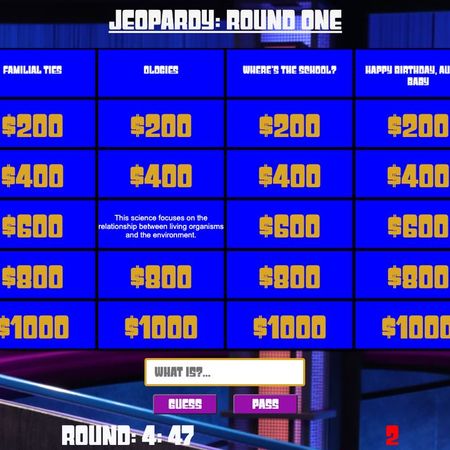 JEOPARDY: ROUND ONE
FAMILIAL TIES
OLOGIES
WHERE'S THE SCHOOL?
HAPPY BIRTHDAY, AU
BABY
$200 $200 $200 $200
$400 $400 $400 $400
$600
This science focuses on the
relationship between living organisms
and the environment.
$600 $600
$800 $800 $800 $800
$1000 $1000 $1000 $1000
WHAT IS?...
GUESS PASS
ROUND: 4: 47
2